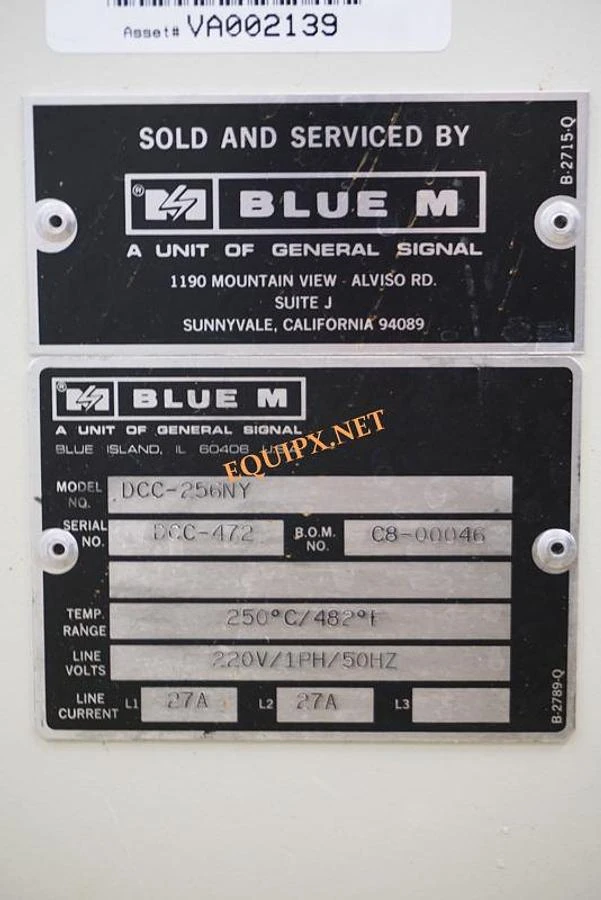 Asset# VA002139
SOLD AND SERVICED BY
® BLUE M
A UNIT OF GENERAL SIGNAL
1190 MOUNTAIN VIEW - ALVISO RD.
SUITE J
SUNNYVALE, CALIFORNIA 94089
B-2715-Q
® BLUE M
A UNIT OF GENERAL SIGNAL
BLUE ISLAND, IL 60406 U.S.A.
EQUIPX.NET
MODEL NO. DCC-256NY
SERIAL NO. DCC-472 B.O.M. NO. C8-00046
TEMP. RANGE 250°C/482°F
LINE VOLTS 220V/1PH/50HZ
LINE CURRENT L1 27A L2 27A L3
B-2789-Q